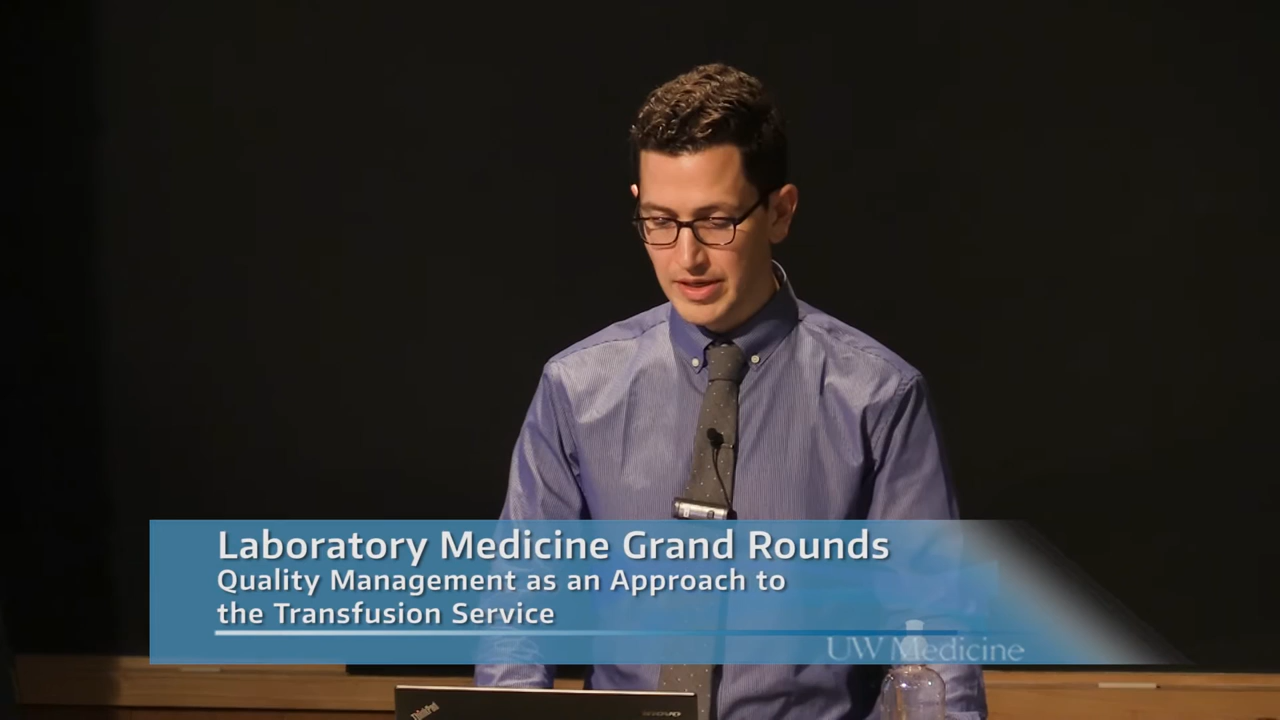 Laboratory Medicine Grand Rounds
Quality Management as an Approach to
the Transfusion Service
UW Medicine
ThinkPad